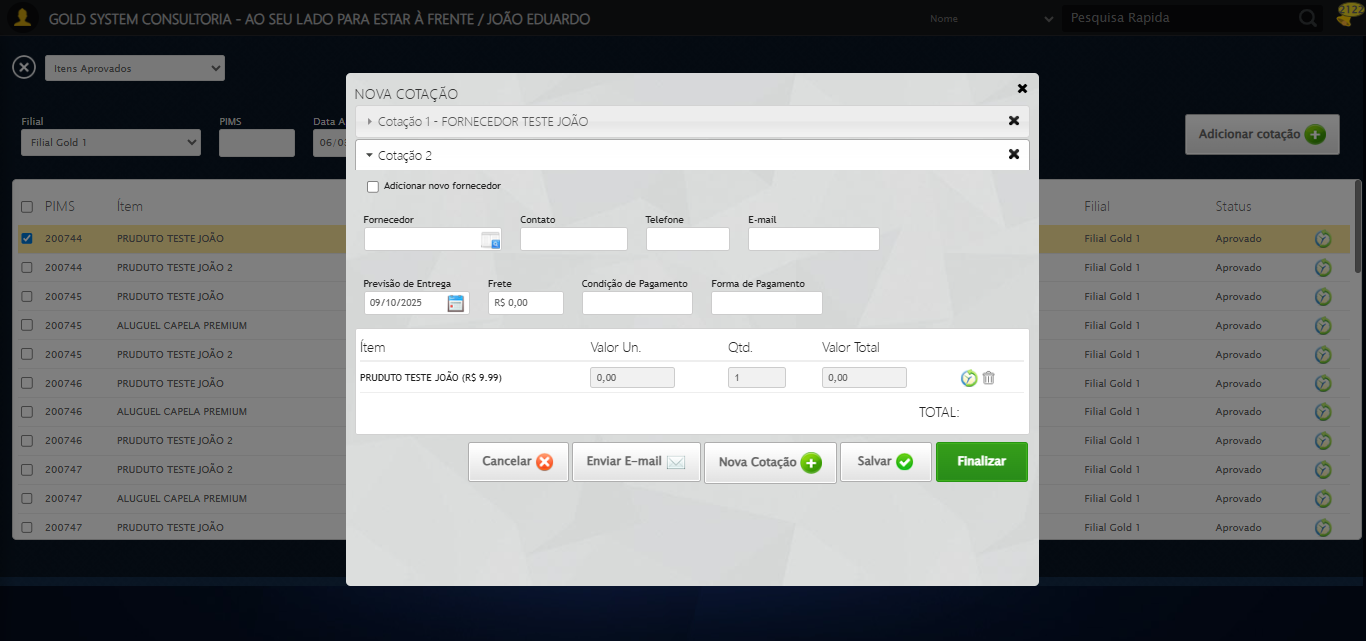 GOLD SYSTEM CONSULTORIA - AO SEU LADO PARA ESTAR À FRENTE / JOÃO EDUARDO
Nome
Pesquisa Rapida
2122
Itens Aprovados
Filial
PIMS
Data A
Filial Gold 1
06/0
Adicionar cotação
NOVA COTAÇÃO
Cotação 1 - FORNECEDOR TESTE JOÃO
Cotação 2
Adicionar novo fornecedor
Fornecedor Contato Telefone E-mail
Previsão de Entrega Frete Condição de Pagamento Forma de Pagamento
09/10/2025 R$ 0,00
Ítem Valor Un. Qtd. Valor Total
PRUDUTO TESTE JOÃO (R$ 9.99) 0,00 1 0,00
TOTAL:
Cancelar Enviar E-mail Nova Cotação Salvar Finalizar
PIMS Ítem Filial Status
200744 PRUDUTO TESTE JOÃO Filial Gold 1 Aprovado
200744 PRUDUTO TESTE JOÃO 2 Filial Gold 1 Aprovado
200745 PRUDUTO TESTE JOÃO Filial Gold 1 Aprovado
200745 ALUGUEL CAPELA PREMIUM Filial Gold 1 Aprovado
200745 PRUDUTO TESTE JOÃO 2 Filial Gold 1 Aprovado
200746 PRUDUTO TESTE JOÃO Filial Gold 1 Aprovado
200746 ALUGUEL CAPELA PREMIUM Filial Gold 1 Aprovado
200746 PRUDUTO TESTE JOÃO 2 Filial Gold 1 Aprovado
200747 PRUDUTO TESTE JOÃO 2 Filial Gold 1 Aprovado
200747 ALUGUEL CAPELA PREMIUM Filial Gold 1 Aprovado
200747 PRUDUTO TESTE JOÃO Filial Gold 1 Aprovado